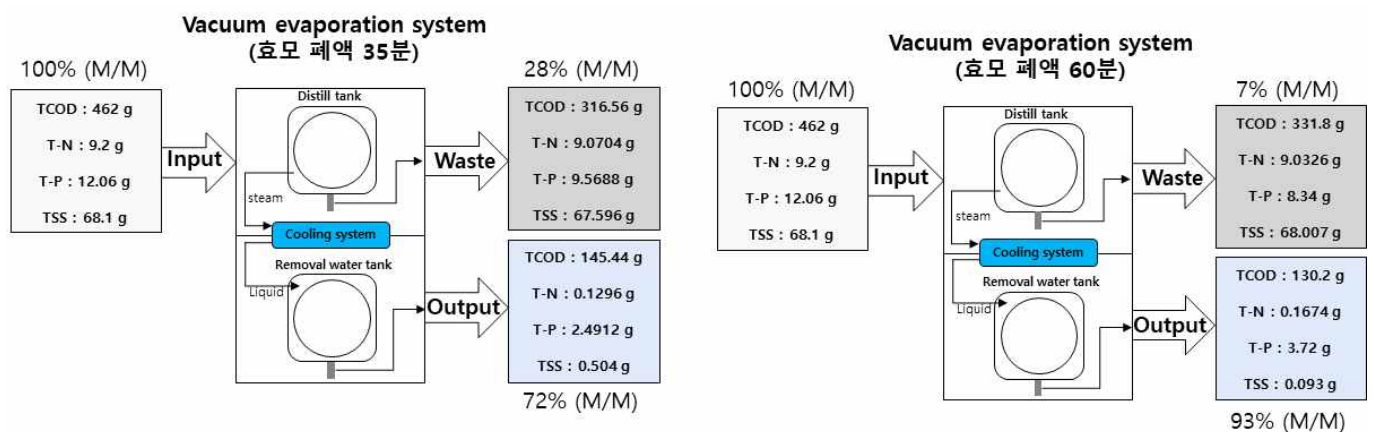 Vacuum evaporation system
(효모 폐액 35분)
100% (M/M)
TCOD : 462 g
T-N : 9.2 g
T-P : 12.06 g
TSS : 68.1 g
Input
Distill tank
steam
Cooling system
Removal water tank
Liquid
Waste
28% (M/M)
TCOD : 316.56 g
T-N : 9.0704 g
T-P : 9.5688 g
TSS : 67.596 g
Output
TCOD : 145.44 g
T-N : 0.1296 g
T-P : 2.4912 g
TSS : 0.504 g
72% (M/M)
Vacuum evaporation system
(효모 폐액 60분)
100% (M/M)
TCOD : 462 g
T-N : 9.2 g
T-P : 12.06 g
TSS : 68.1 g
Input
Distill tank
steam
Cooling system
Removal water tank
Liquid
Waste
7% (M/M)
TCOD : 331.8 g
T-N : 9.0326 g
T-P : 8.34 g
TSS : 68.007 g
Output
TCOD : 130.2 g
T-N : 0.1674 g
T-P : 3.72 g
TSS : 0.093 g
93% (M/M)